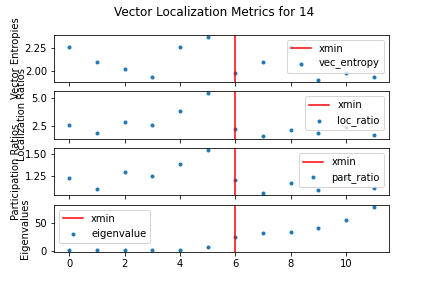 Vector Localization Metrics for 14
Vector Entropies
2.25
2.00
xmin
vec_entropy
Localization Ratios
5.0
2.5
xmin
loc_ratio
Participation Ratios
1.50
1.25
xmin
part_ratio
Eigenvalues
50
0
xmin
eigenvalue
0 2 4 6 8 10